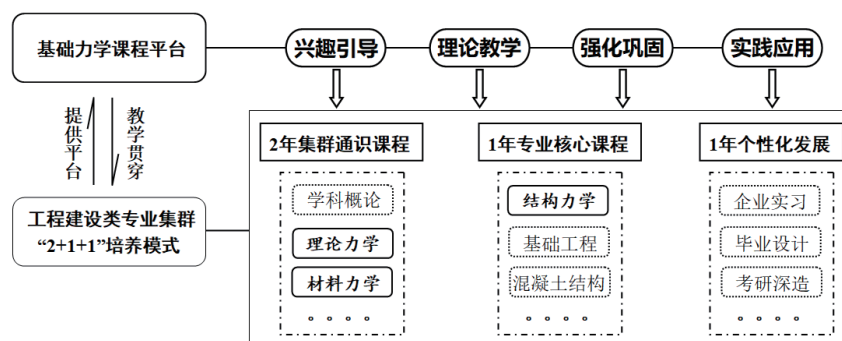 基础力学课程平台
兴趣引导
理论教学
强化巩固
实践应用
提供平台
教学贯穿
2年集群通识课程
1年专业核心课程
1年个性化发展
学科概论
理论力学
材料力学
。。。。
结构力学
基础工程
混凝土结构
。。。。
企业实习
毕业设计
考研深造
。。。。
工程建设类专业集群
“2+1+1”培养模式